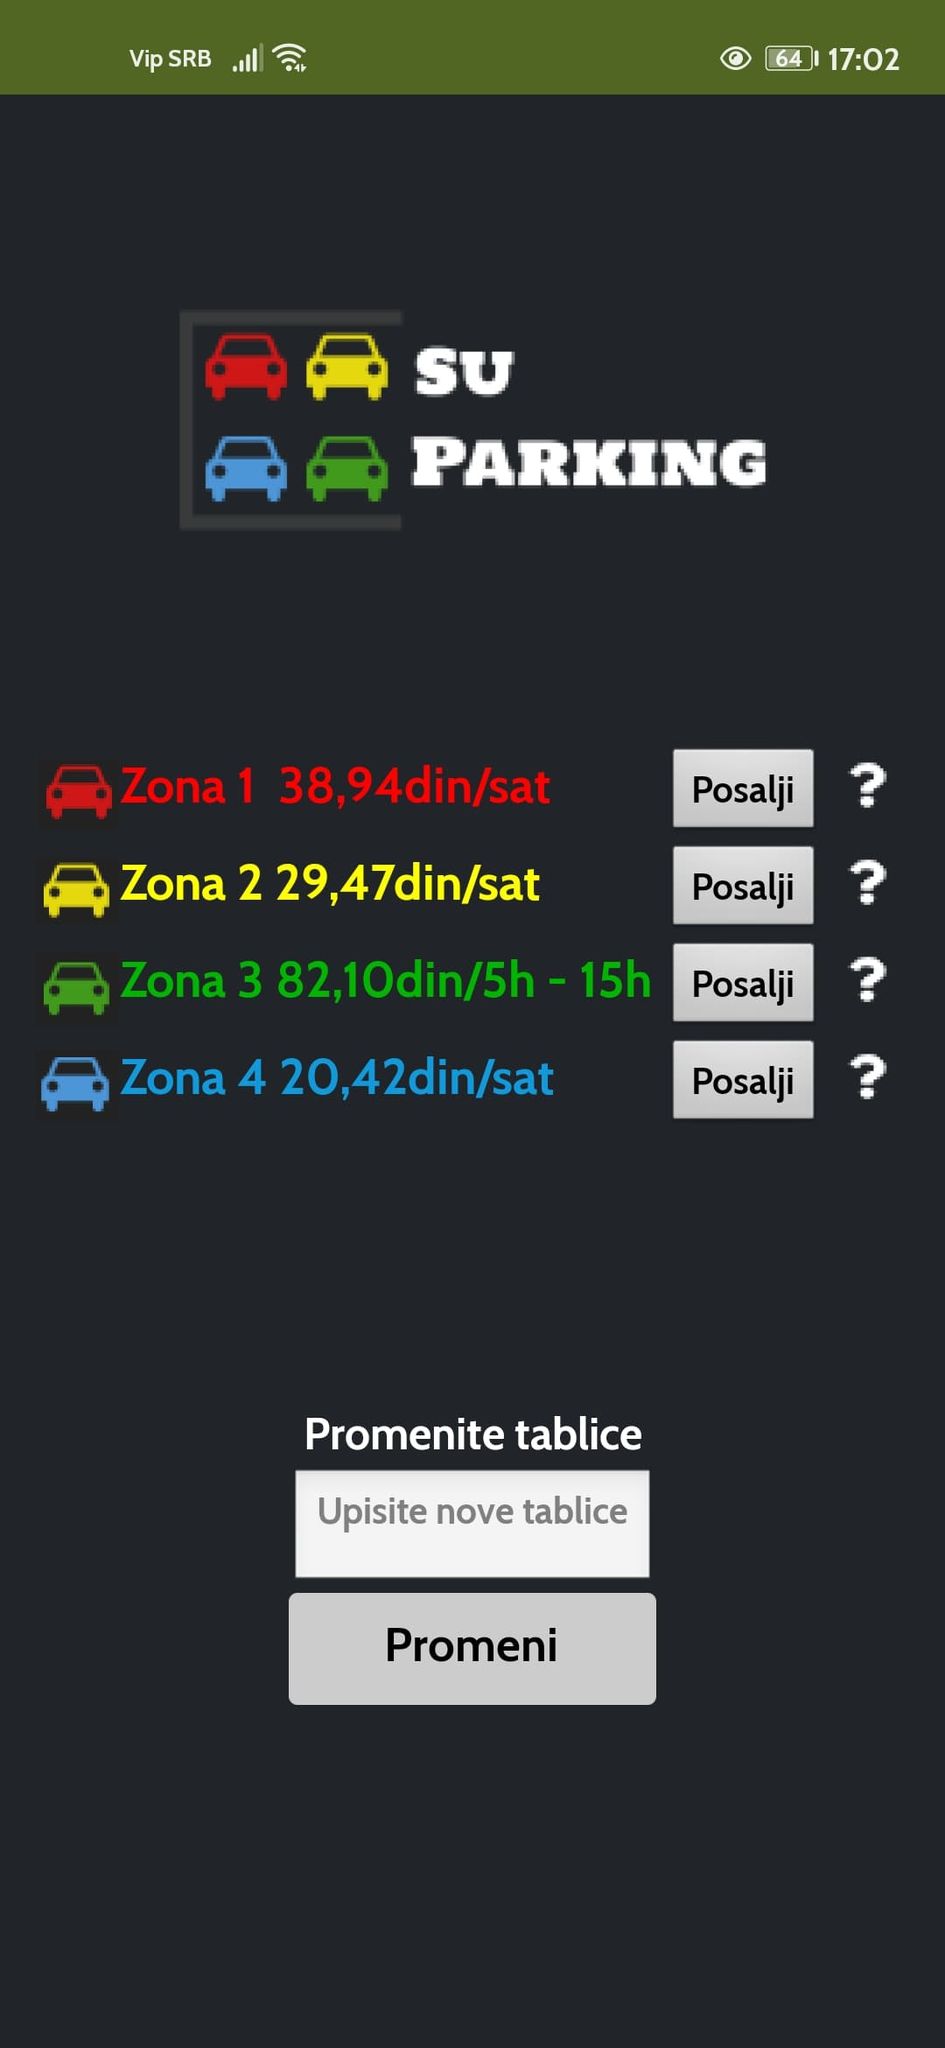 Vip SRB 64 17:02
SU
PARKING
Zona 1 38,94din/sat Posalji ?
Zona 2 29,47din/sat Posalji ?
Zona 3 82,10din/5h - 15h Posalji ?
Zona 4 20,42din/sat Posalji ?
Promenite tablice
Upisite nove tablice
Promeni